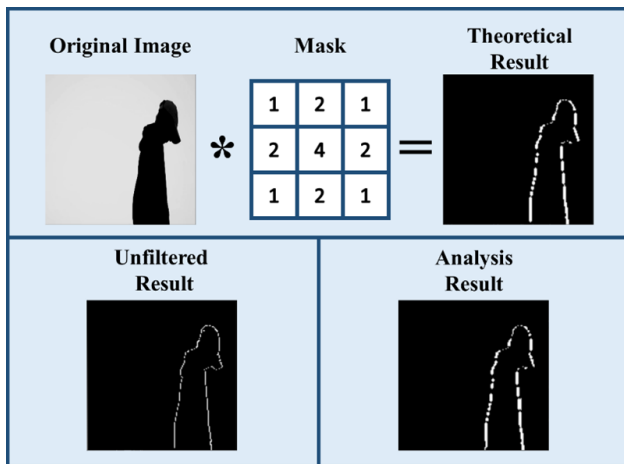 Original Image
Mask
Theoretical
Result
1 2 1
*
2 4 2
=
1 2 1
Unfiltered
Result
Analysis
Result